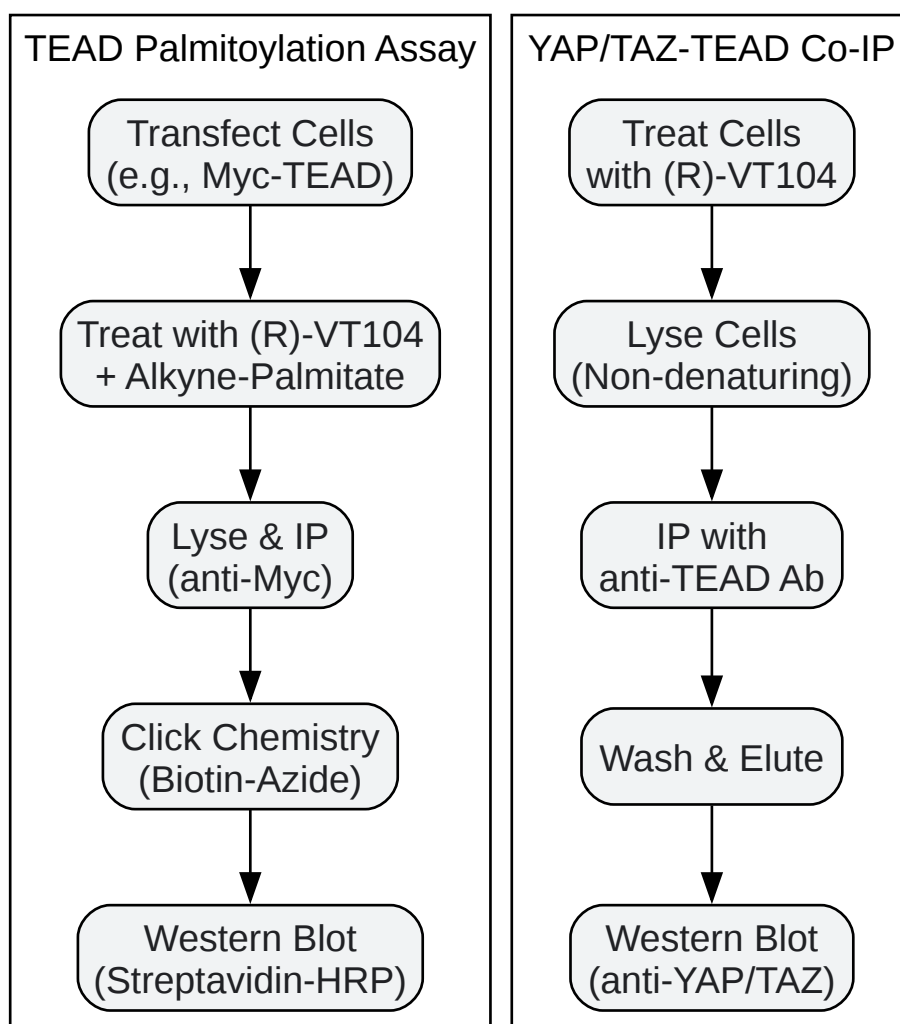 TEAD Palmitoylation Assay
Transfect Cells
(e.g., Myc-TEAD)
Treat with (R)-VT104
+ Alkyne-Palmitate
Lyse & IP
(anti-Myc)
Click Chemistry
(Biotin-Azide)
Western Blot
(Streptavidin-HRP)
YAP/TAZ-TEAD Co-IP
Treat Cells
with (R)-VT104
Lyse Cells
(Non-denaturing)
IP with
anti-TEAD Ab
Wash & Elute
Western Blot
(anti-YAP/TAZ)